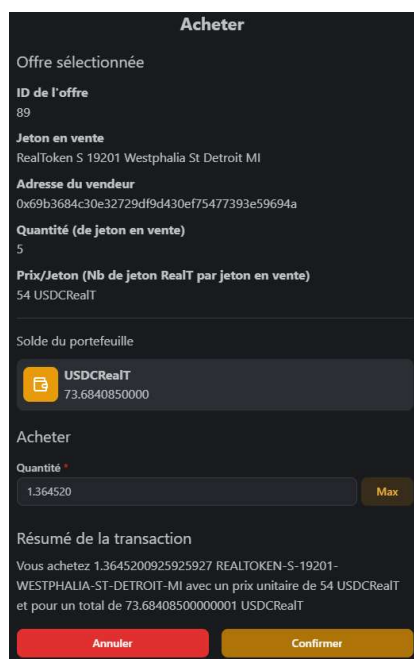 Acheter
Offre sélectionnée
ID de l'offre
89
Jeton en vente
RealToken S 19201 Westphalia St Detroit MI
Adresse du vendeur
0x69b3684c30e32729df9d430ef75477393e59694a
Quantité (de jeton en vente)
5
Prix/Jeton (Nb de jeton RealT par jeton en vente)
54 USDCRealT
Solde du portefeuille
USDCRealT
73.6840850000
Acheter
Quantité *
1.364520
Max
Résumé de la transaction
Vous achetez 1.3645200925925927 REALTOKEN-S-19201-
WESTPHALIA-ST-DETROIT-MI avec un prix unitaire de 54 USDCRealT
et pour un total de 73.68408500000001 USDCRealT
Annuler
Confirmer